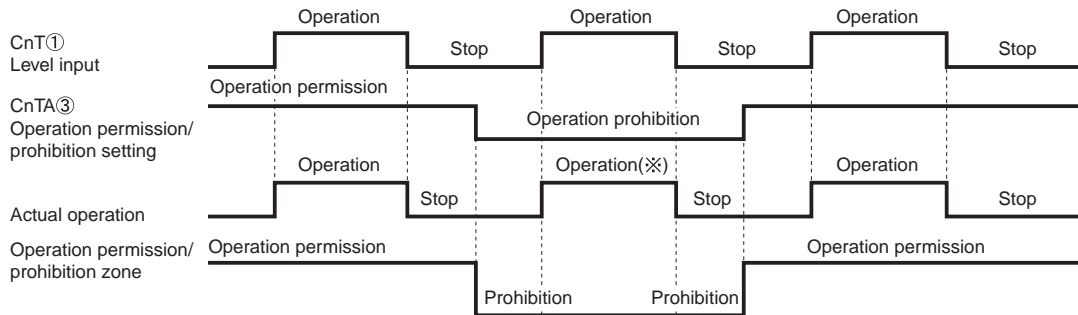 Operation Operation Operation
CnT① Stop Stop Stop
Level input
Operation permission
CnTA③
Operation permission/ Operation prohibition
prohibition setting
Operation Operation(※) Operation
Stop Stop Stop
Actual operation
Operation permission/ Operation permission Operation permission
prohibition zone
Prohibition Prohibition